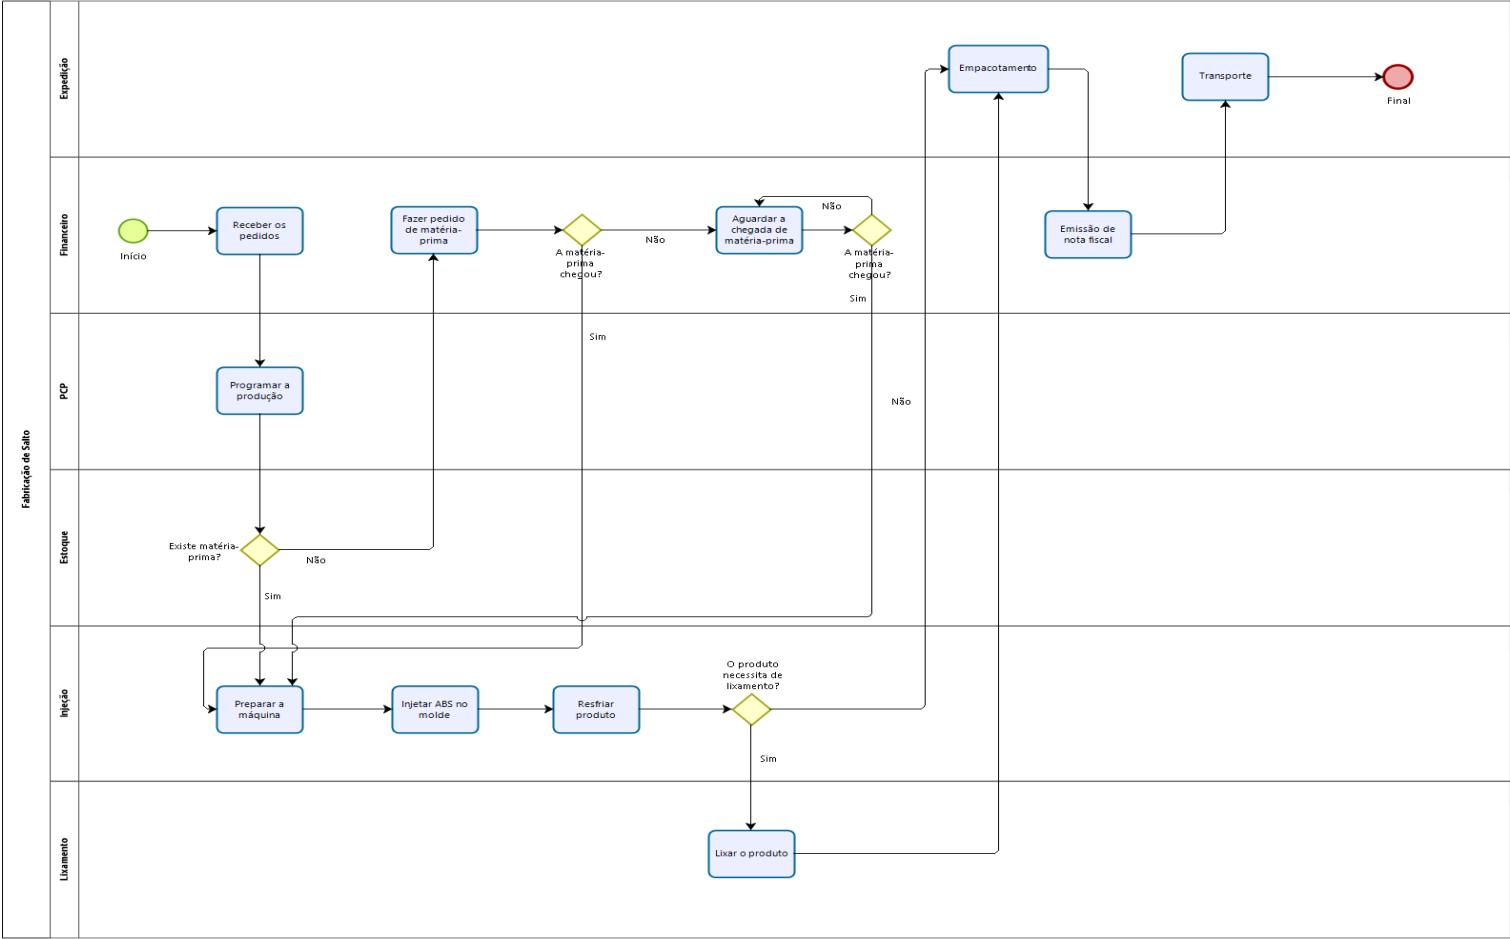 Fabricação de Salto
Expedição
Empacotamento
Transporte
Final
Financeiro
Início
Receber os
pedidos
Fazer pedido
de matéria-
prima
A matéria-
prima
chegou?
Não
Aguardar a
chegada de
matéria-prima
Não
A matéria-
prima
chegou?
Sim
Emissão de
nota fiscal
PCP
Sim
Programar a
produção
Não
Estoque
Existe matéria-
prima?
Não
Sim
Injeção
Preparar a
máquina
Injetar ABS no
molde
Resfriar
produto
O produto
necessita de
lixamento?
Sim
Lixamento
Lixar o produto